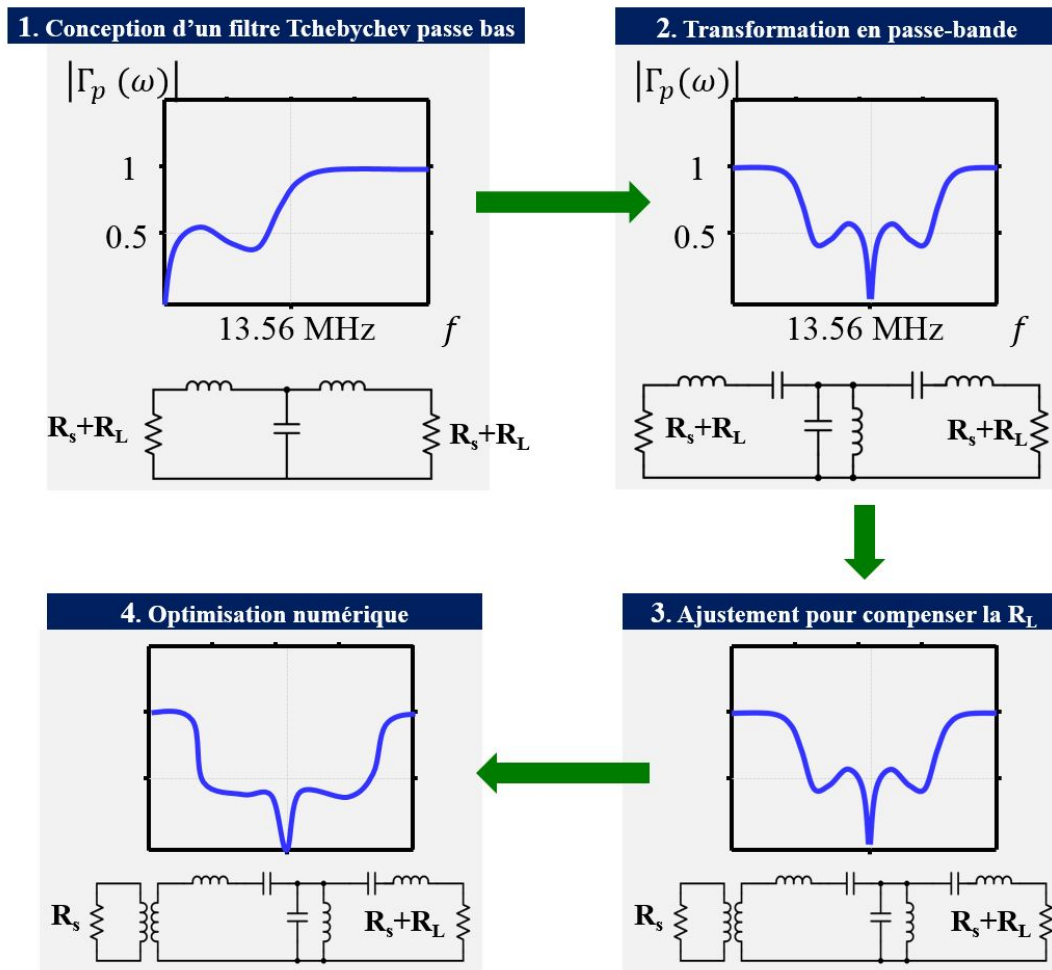 1. Conception d'un filtre Tchebychev passe bas
|Γp (ω)|
1
0.5
13.56 MHz f
Rs+RL
Rs+RL
2. Transformation en passe-bande
|Γp(ω)|
1
0.5
13.56 MHz f
Rs+RL
Rs+RL
3. Ajustement pour compenser la RL
Rs
Rs+RL
4. Optimisation numérique
Rs
Rs+RL